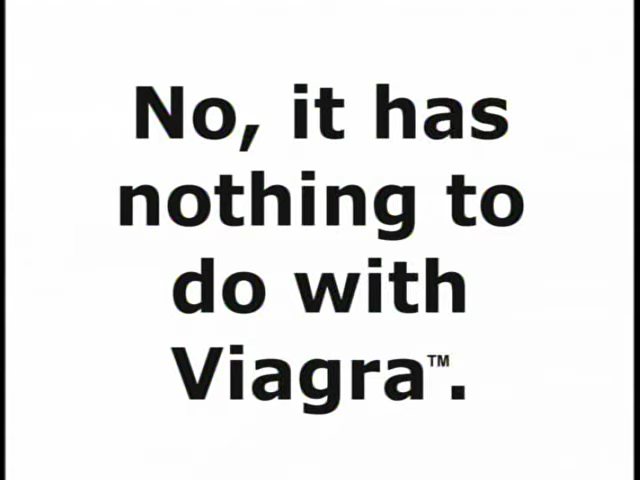 No, it has
nothing to
do with
Viagra™.